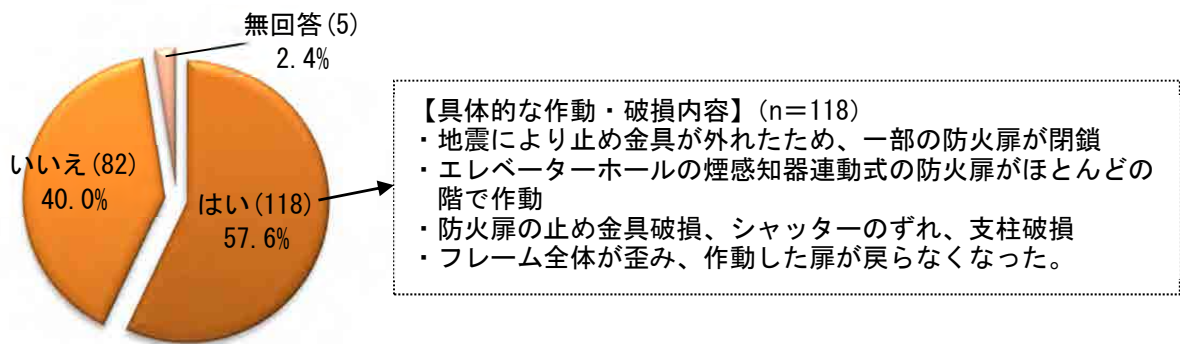 無回答(5)
2.4%
いいえ(82)
40.0%
はい(118)
57.6%
【具体的な作動・破損内容】(n=118)
・地震により止め金具が外れたため、一部の防火扉が閉鎖
・エレベーターホールの煙感知器連動式の防火扉がほとんどの
階で作動
・防火扉の止め金具破損、シャッターのずれ、支柱破損
・フレーム全体が歪み、作動した扉が戻らなくなった。